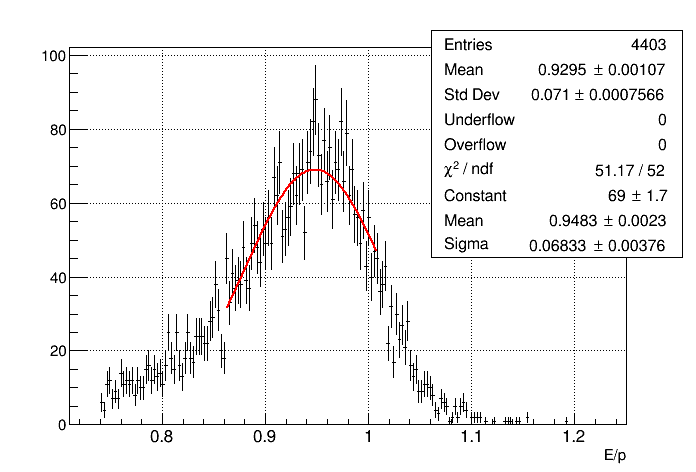 Entries 4403
Mean 0.9295 ± 0.00107
Std Dev 0.071 ± 0.0007566
Underflow 0
Overflow 0
χ² / ndf 51.17 / 52
Constant 69 ± 1.7
Mean 0.9483 ± 0.0023
Sigma 0.06833 ± 0.00376
100
80
60
40
20
0
0.8 0.9 1 1.1 1.2
E/p